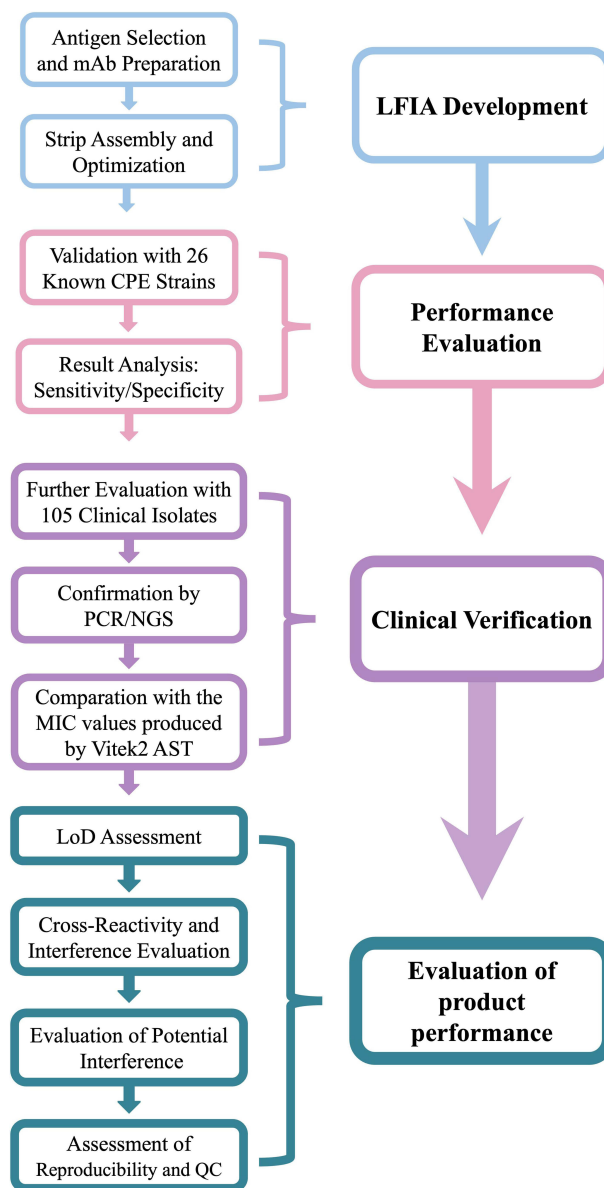 Antigen Selection
and mAb Preparation
Strip Assembly and
Optimization
LFIA Development
Validation with 26
Known CPE Strains
Result Analysis:
Sensitivity/Specificity
Performance
Evaluation
Further Evaluation with
105 Clinical Isolates
Confirmation by
PCR/NGS
Comparation with the
MIC values produced
by Vitek2 AST
Clinical Verification
LoD Assessment
Cross-Reactivity and
Interference Evaluation
Evaluation of Potential
Interference
Assessment of
Reproducibility and QC
Evaluation of
product
performance